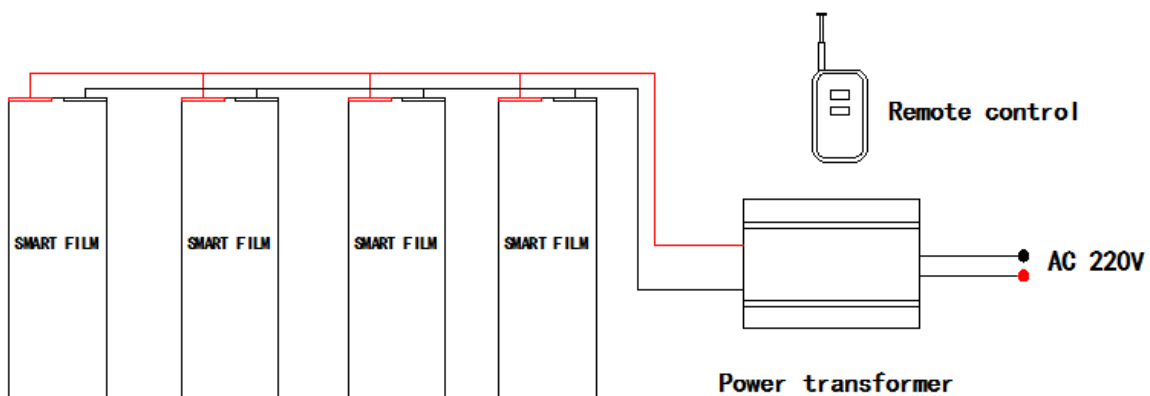 Remote control
SMART FILM
SMART FILM
SMART FILM
SMART FILM
AC 220V
Power transformer